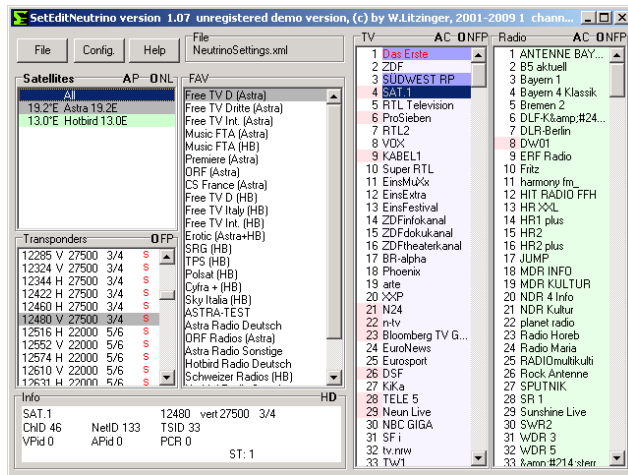 SetEditNeutrino version 1.07 unregistered demo version, (c) by W.Litzinger, 2001-2009 1 chann...
File
Config.
Help
File
NeutrinoSettings.xml
Satellites AP-ONL
All
19.2°E Astra 19.2E
13.0°E Hotbird 13.0E
Transponders OFP
12285 V 27500 3/4 S
12324 V 27500 3/4 S
12344 H 27500 3/4 S
12422 H 27500 3/4 S
12460 H 27500 3/4 S
12480 V 27500 3/4 S
12516 H 22000 5/6 S
12552 V 22000 5/6 S
12574 H 22000 5/6 S
12610 V 22000 5/6 S
12631 H 22000 5/6 S
FAV
Free TV D (Astra)
Free TV Dritte (Astra)
Free TV Int. (Astra)
Music FTA (Astra)
Music FTA (HB)
Premiere (Astra)
ORF (Astra)
CS France (Astra)
Free TV D (HB)
Free TV Italy (HB)
Free TV Int. (HB)
Erotic (Astra+HB)
SRG (HB)
TPS (HB)
Polsat (HB)
Cyfra + (HB)
Sky Italia (HB)
ASTRA-TEST
Astra Radio Deutsch
ORF Radios (Astra)
Astra Radio Sonstige
Hotbird Radio Deutsch
Schweizer Radios (HB)
Info HD
SAT.1 12480 vert 27500 3/4
ChID 46 NetID 133 TSID 33
VPid 0 APid 0 PCR 0
ST: 1
TV AC-ONFP
1 Das Erste
2 ZDF
3 SÜDWEST RP
4 SAT.1
5 RTL Television
6 ProSieben
7 RTL2
8 VOX
9 KABEL1
10 Super RTL
11 EinsMuXx
12 EinsExtra
13 EinsFestival
14 ZDFinfokanal
15 ZDFdokukanal
16 ZDFtheaterkanal
17 BR-alpha
18 Phoenix
19 arte
20 XXP
21 N24
22 n-tv
23 Bloomberg TV G...
24 EuroNews
25 Eurosport
26 DSF
27 KiKa
28 TELE 5
29 Neun Live
30 NBC GIGA
31 SF i
32 tv.nrw
33 TW1
Radio AC-ONFP
1 ANTENNE BAY...
2 B5 aktuell
3 Bayern 1
4 Bayern 4 Klassik
5 Bremen 2
6 DLF-K&amp;#24...
7 DLR-Berlin
8 DW01
9 ERF Radio
10 Fritz
11 harmony fm_
12 HIT RADIO FFH
13 HR XXL
14 HR1 plus
15 HR2
16 HR2 plus
17 JUMP
18 MDR INFO
19 MDR KULTUR
20 NDR 4 Info
21 NDR Kultur
22 planet radio
23 Radio Horeb
24 Radio Maria
25 RADIOmultikulti
26 Rock Antenne
27 SPUTNIK
28 SR 1
29 Sunshine Live
30 SWR2
31 WDR 3
32 WDR 5
33 &amp;#214;sterr